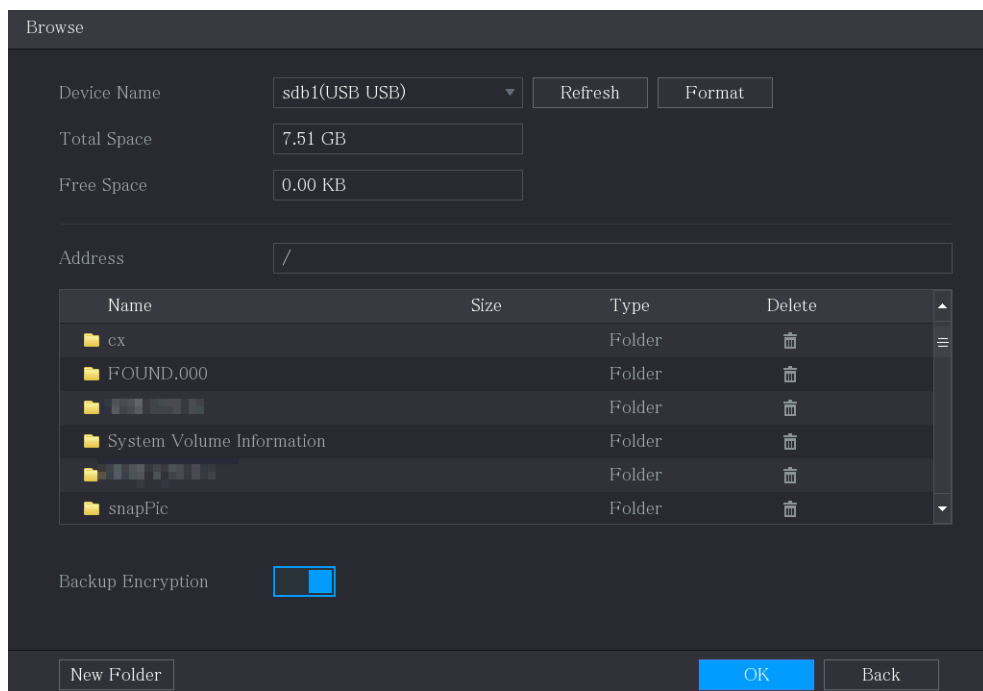 Browse
Device Name sdb1(USB USB) Refresh Format
Total Space 7.51 GB
Free Space 0.00 KB
Address /
Name Size Type Delete
cx Folder
FOUND.000 Folder
Folder
System Volume Information Folder
Folder
snapPic Folder
Backup Encryption
New Folder OK Back